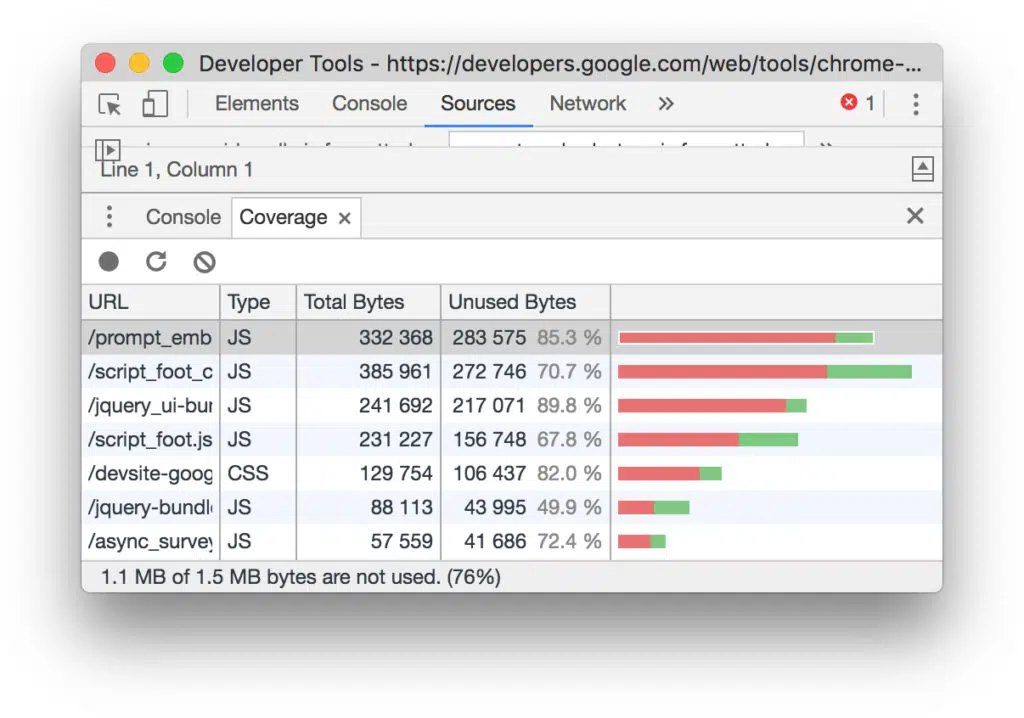 Developer Tools - https://developers.google.com/web/tools/chrome-...
Elements Console Sources Network » 1
Line 1, Column 1
Console Coverage ×
URL Type Total Bytes Unused Bytes
/prompt_emb JS 332 368 283 575 85.3 %
/script_foot_c JS 385 961 272 746 70.7 %
/jquery_ui-bun JS 241 692 217 071 89.8 %
/script_foot.js JS 231 227 156 748 67.8 %
/devsite-goog CSS 129 754 106 437 82.0 %
/jquery-bundle JS 88 113 43 995 49.9 %
/async_survey JS 57 559 41 686 72.4 %
1.1 MB of 1.5 MB bytes are not used. (76%)